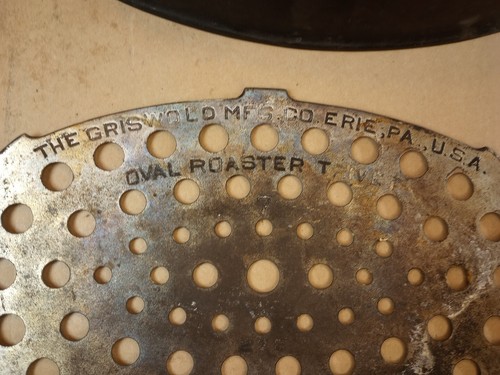 THE GRISWOLD MFG. CO. ERIE, PA., U.S.A.
OVAL ROASTER